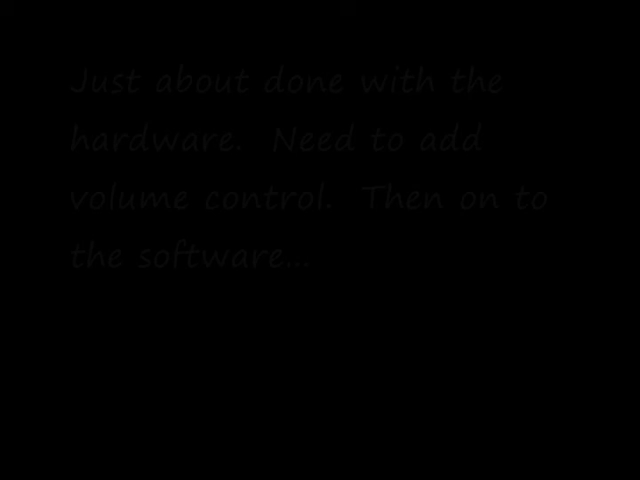 Just about done with the
hardware.  Need to add
volume control.  Then on to
the software...